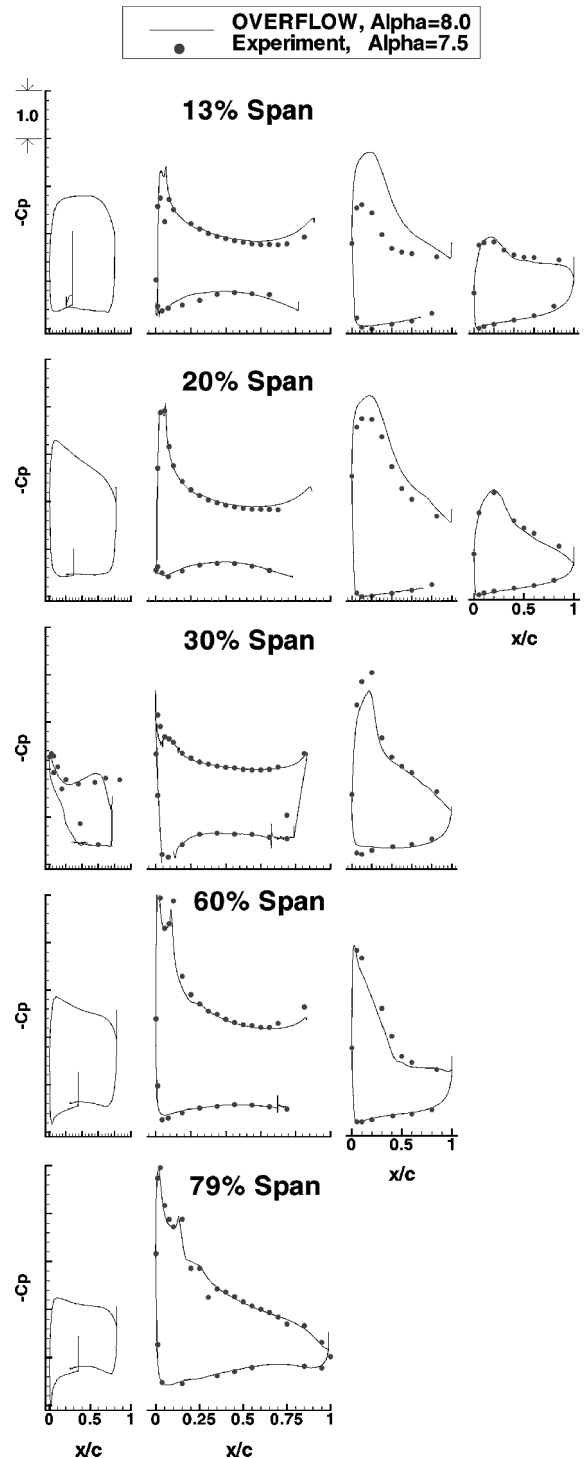 OVERFLOW, Alpha=8.0
Experiment, Alpha=7.5
1.0
13% Span
-Cp
20% Span
-Cp
0 0.5 1
x/c
30% Span
-Cp
60% Span
-Cp
0 0.5 1
x/c
79% Span
-Cp
0 0.5 1 0 0.25 0.5 0.75
x/c x/c